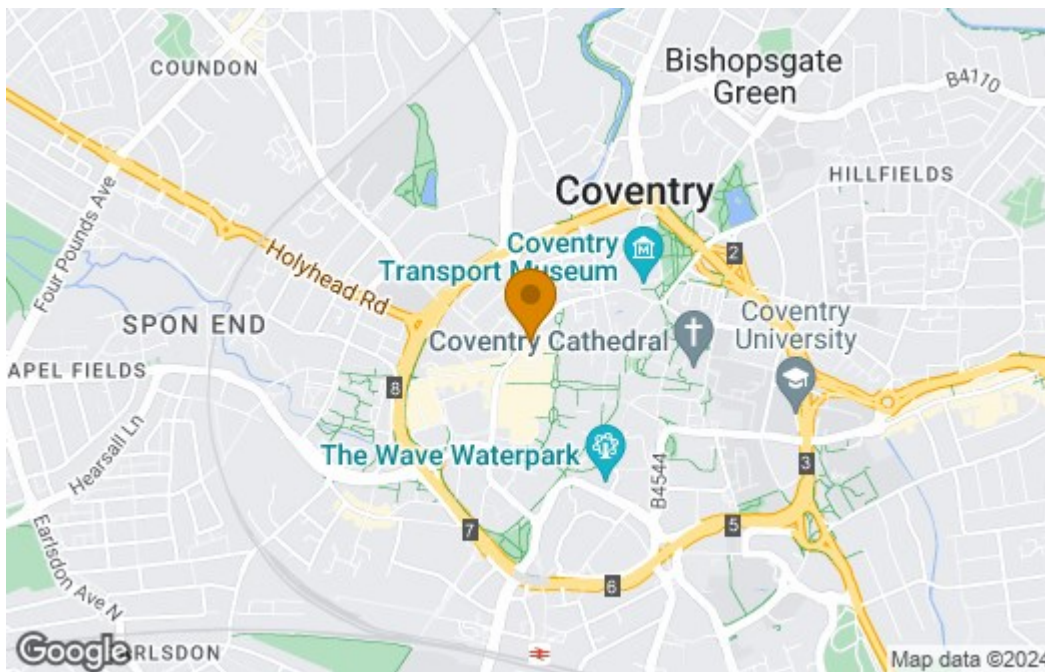 COUNDON
Bishopsgate
Green
B4110
HILLFIELDS
Four Pounds Ave
Coventry
2
Coventry
Transport Museum
Holyhead Rd
SPON END
Coventry Cathedral
Coventry
University
APEL FIELDS
8
Hearsall Ln
The Wave Waterpark
B4544
3
7
5
6
Earlsdon Ave N
Google
ARLSDON
Map data ©2024